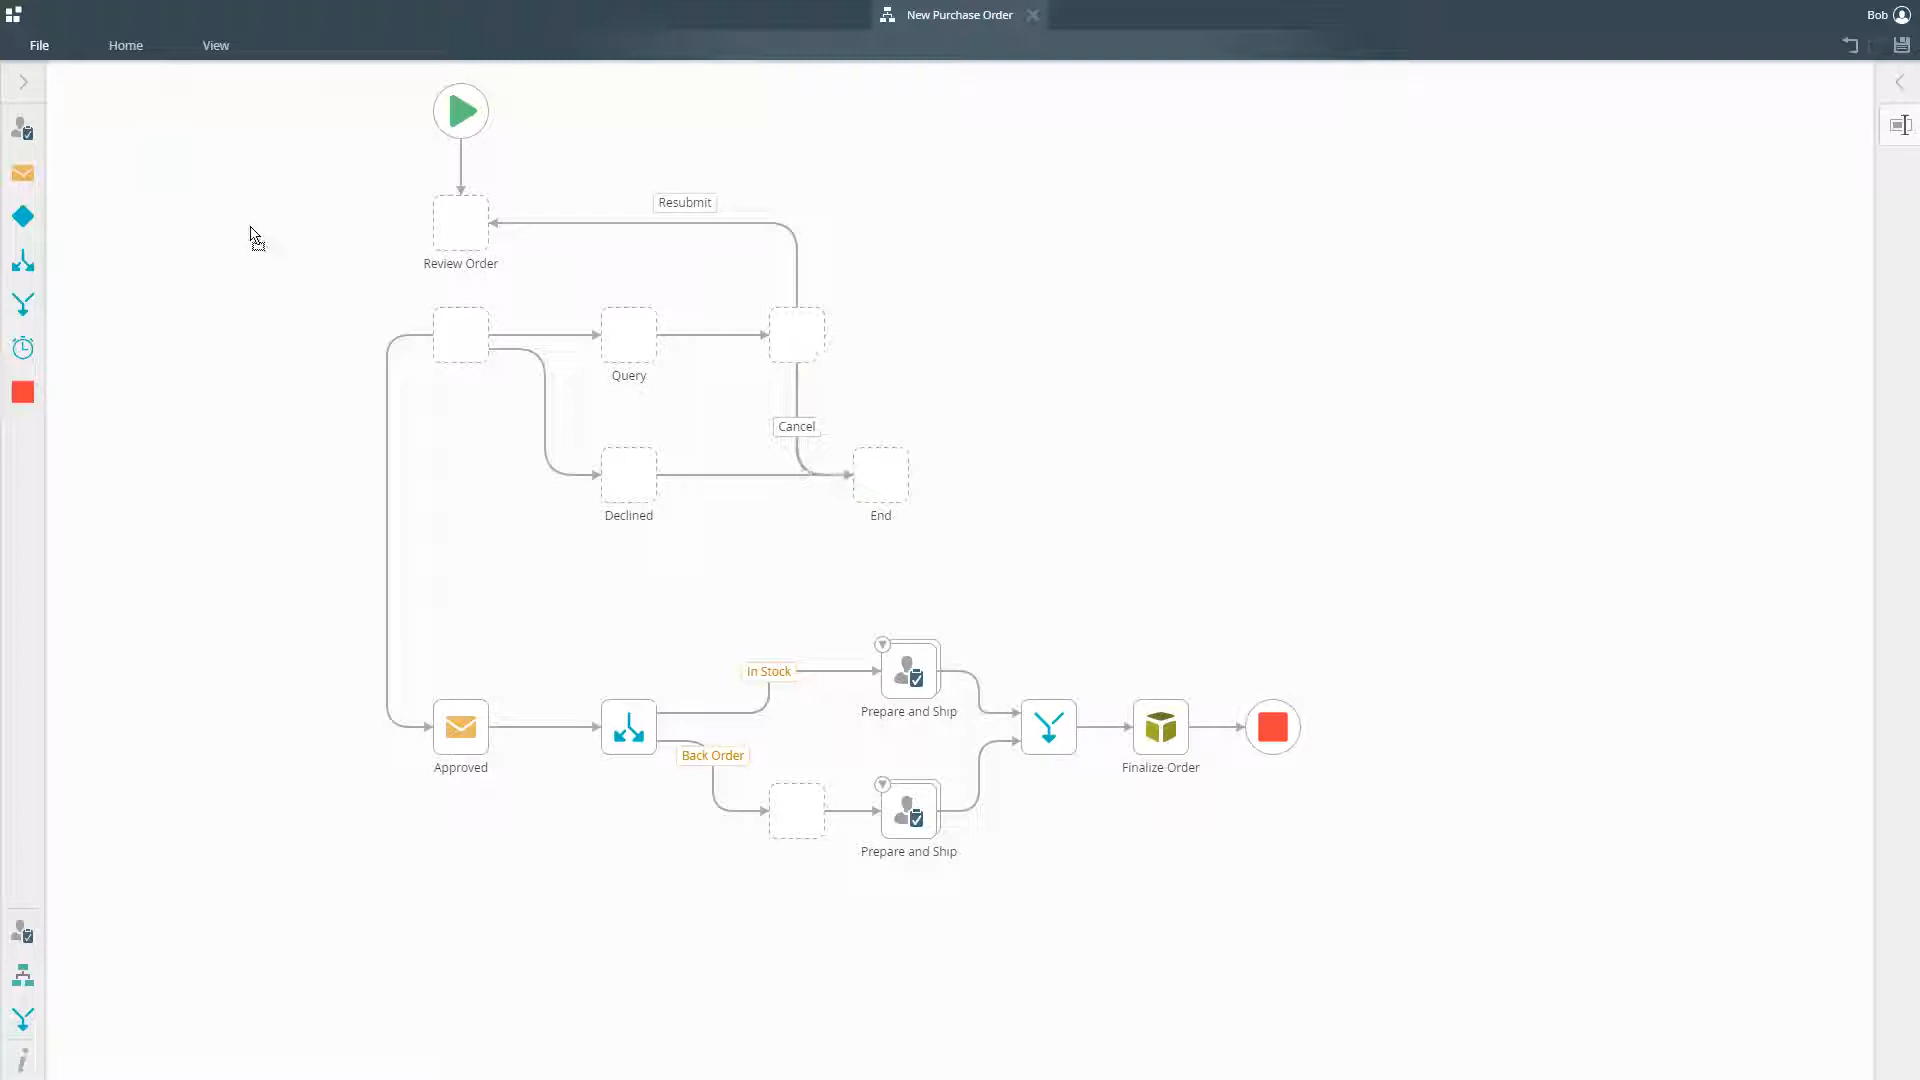 New Purchase Order
Bob
File
Home
View
Resubmit
Review Order
Query
Cancel
Declined
End
In Stock
Prepare and Ship
Back Order
Approved
Finalize Order
Prepare and Ship